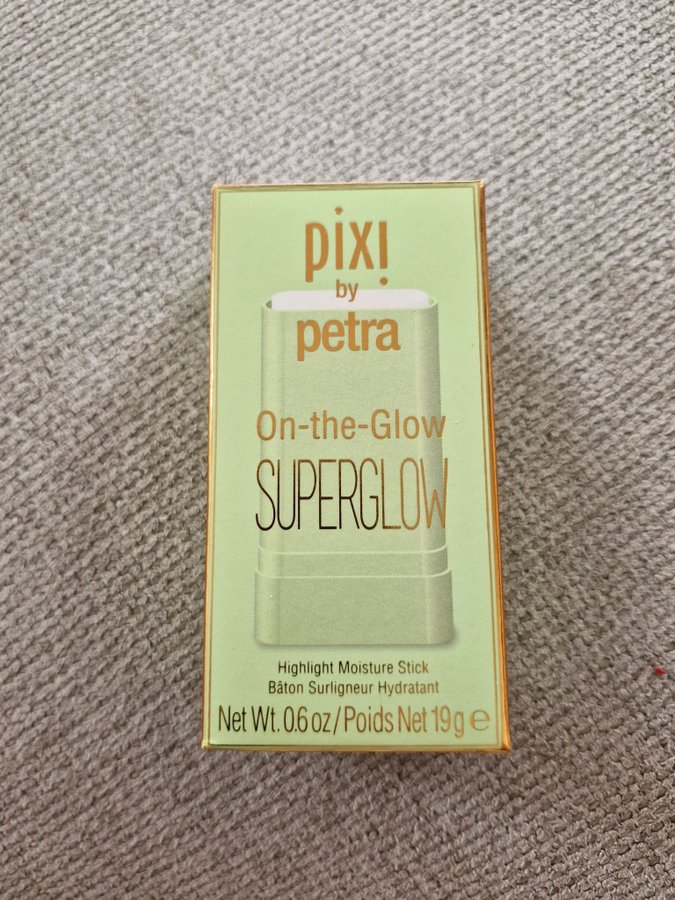 pixi
by
petra
On-the-Glow
SUPERGLOW
Highlight Moisture Stick
Bâton Surligneur Hydratant
Net Wt. 0.6 oz/Poids Net 19 g ℮